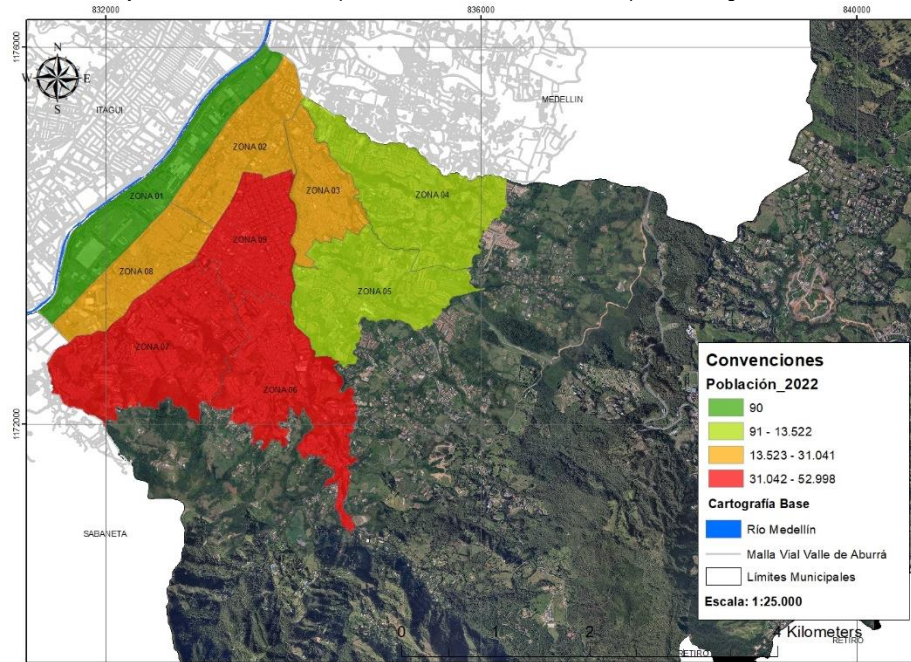 832000
836000
840000
1176000
N
W E
S
ITAGUI
MEDELLIN
ZONA 02
ZONA 01
ZONA 03
ZONA 04
ZONA 09
ZONA 08
ZONA 05
ZONA 07
ZONA 06
1172000
SABANETA
Convenciones
Población_2022
90
91 - 13.522
13.523 - 31.041
31.042 - 52.998
Cartografía Base
Río Medellín
Malla Vial Valle de Aburrá
Límites Municipales
Escala: 1:25.000
0 1 2 4 Kilometers
RETIRO
RETIRO